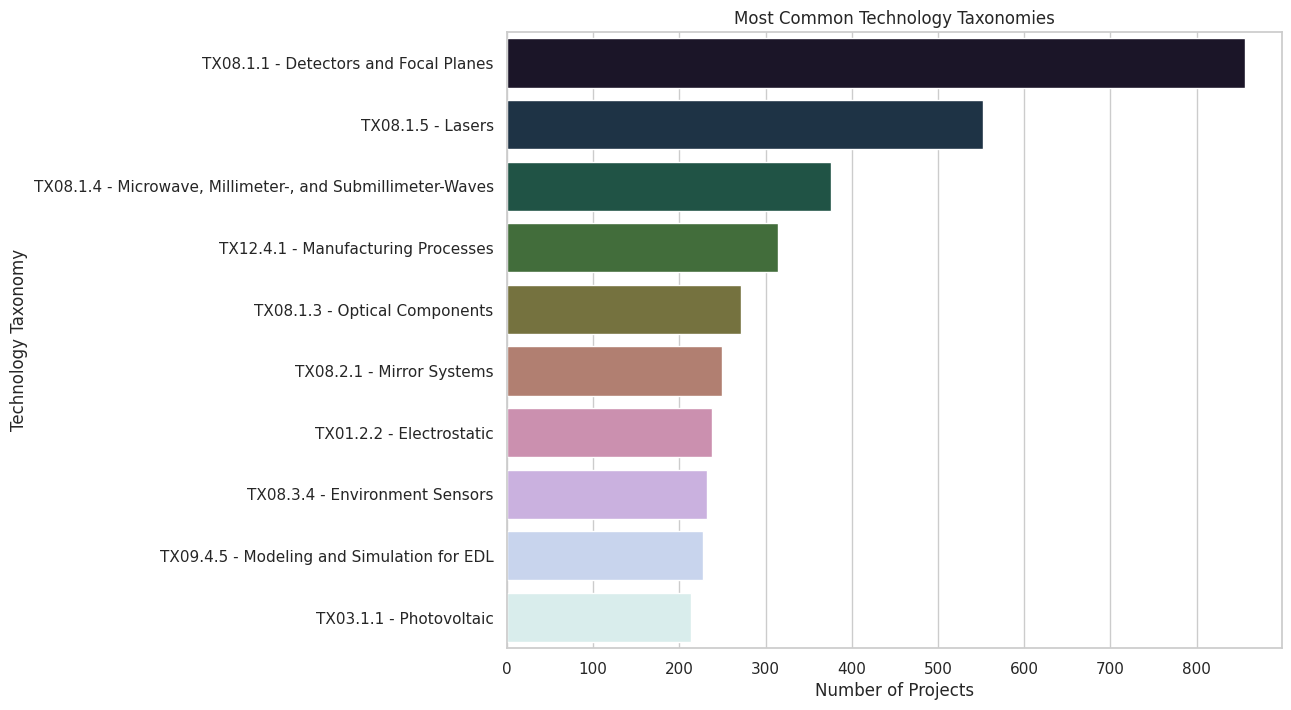 Most Common Technology Taxonomies
Technology Taxonomy
TX08.1.1 - Detectors and Focal Planes
TX08.1.5 - Lasers
TX08.1.4 - Microwave, Millimeter-, and Submillimeter-Waves
TX12.4.1 - Manufacturing Processes
TX08.1.3 - Optical Components
TX08.2.1 - Mirror Systems
TX01.2.2 - Electrostatic
TX08.3.4 - Environment Sensors
TX09.4.5 - Modeling and Simulation for EDL
TX03.1.1 - Photovoltaic
0 100 200 300 400 500 600 700 800
Number of Projects